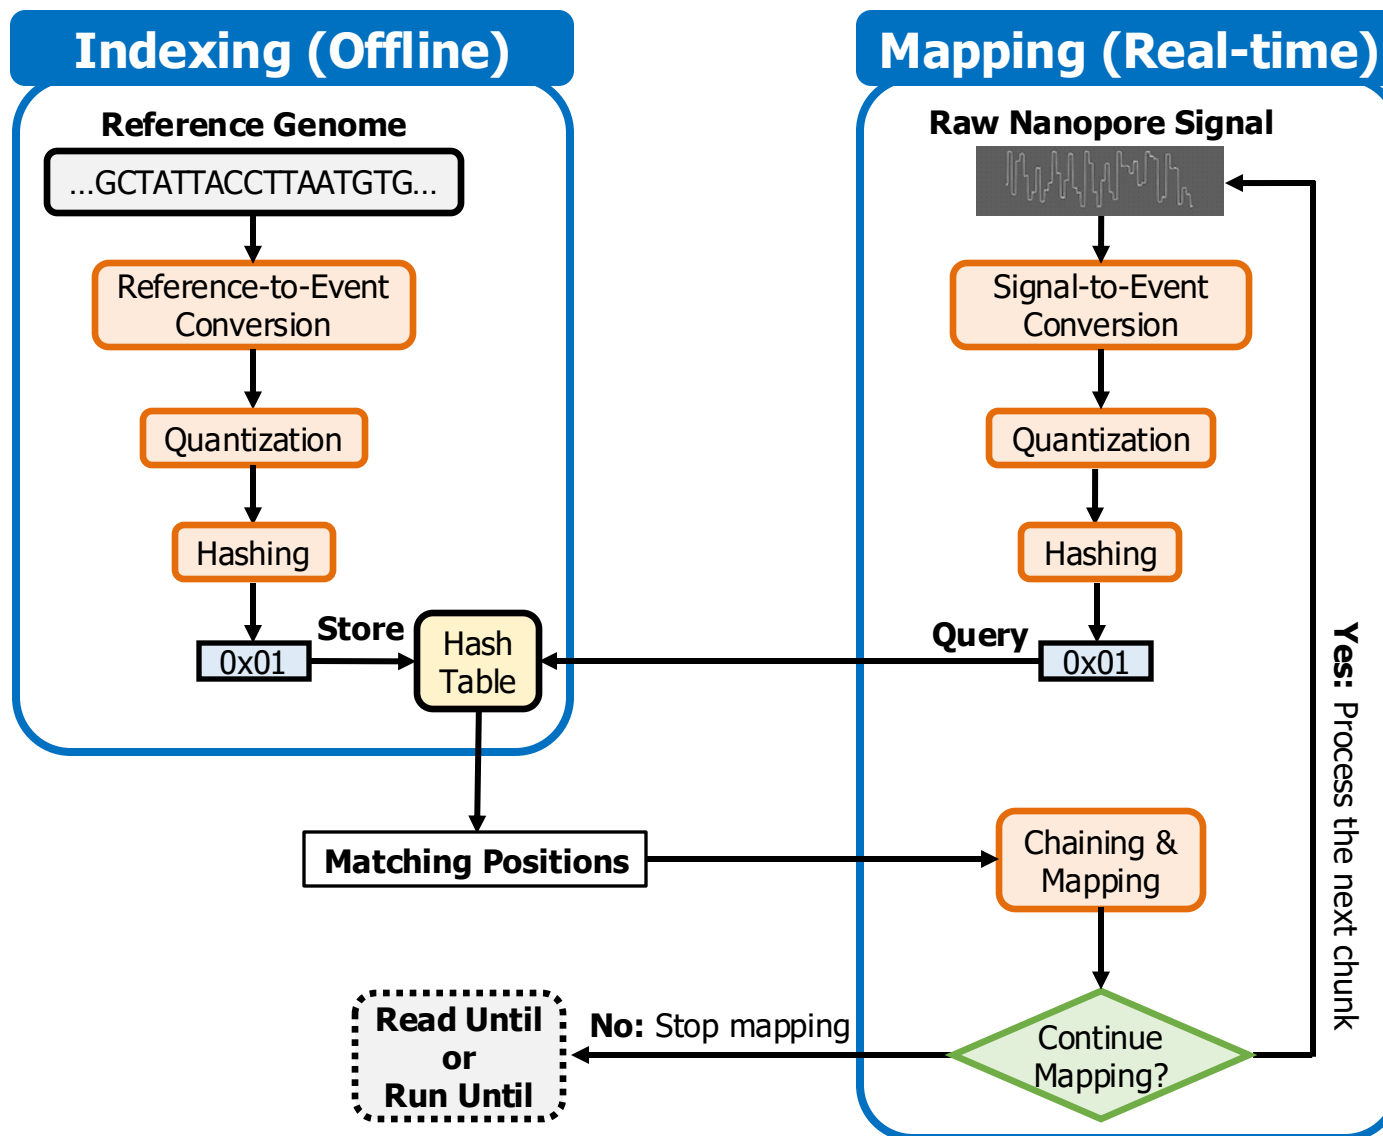 Indexing (Offline)
Reference Genome
...GCTATTACCTTAATGTG...
Reference-to-Event
Conversion
Quantization
Hashing
0x01
Store
Hash
Table
Matching Positions
Mapping (Real-time)
Raw Nanopore Signal
Signal-to-Event
Conversion
Quantization
Hashing
0x01
Query
Chaining &
Mapping
Continue
Mapping?
Yes: Process the next chunk
No: Stop mapping
Read Until
or
Run Until